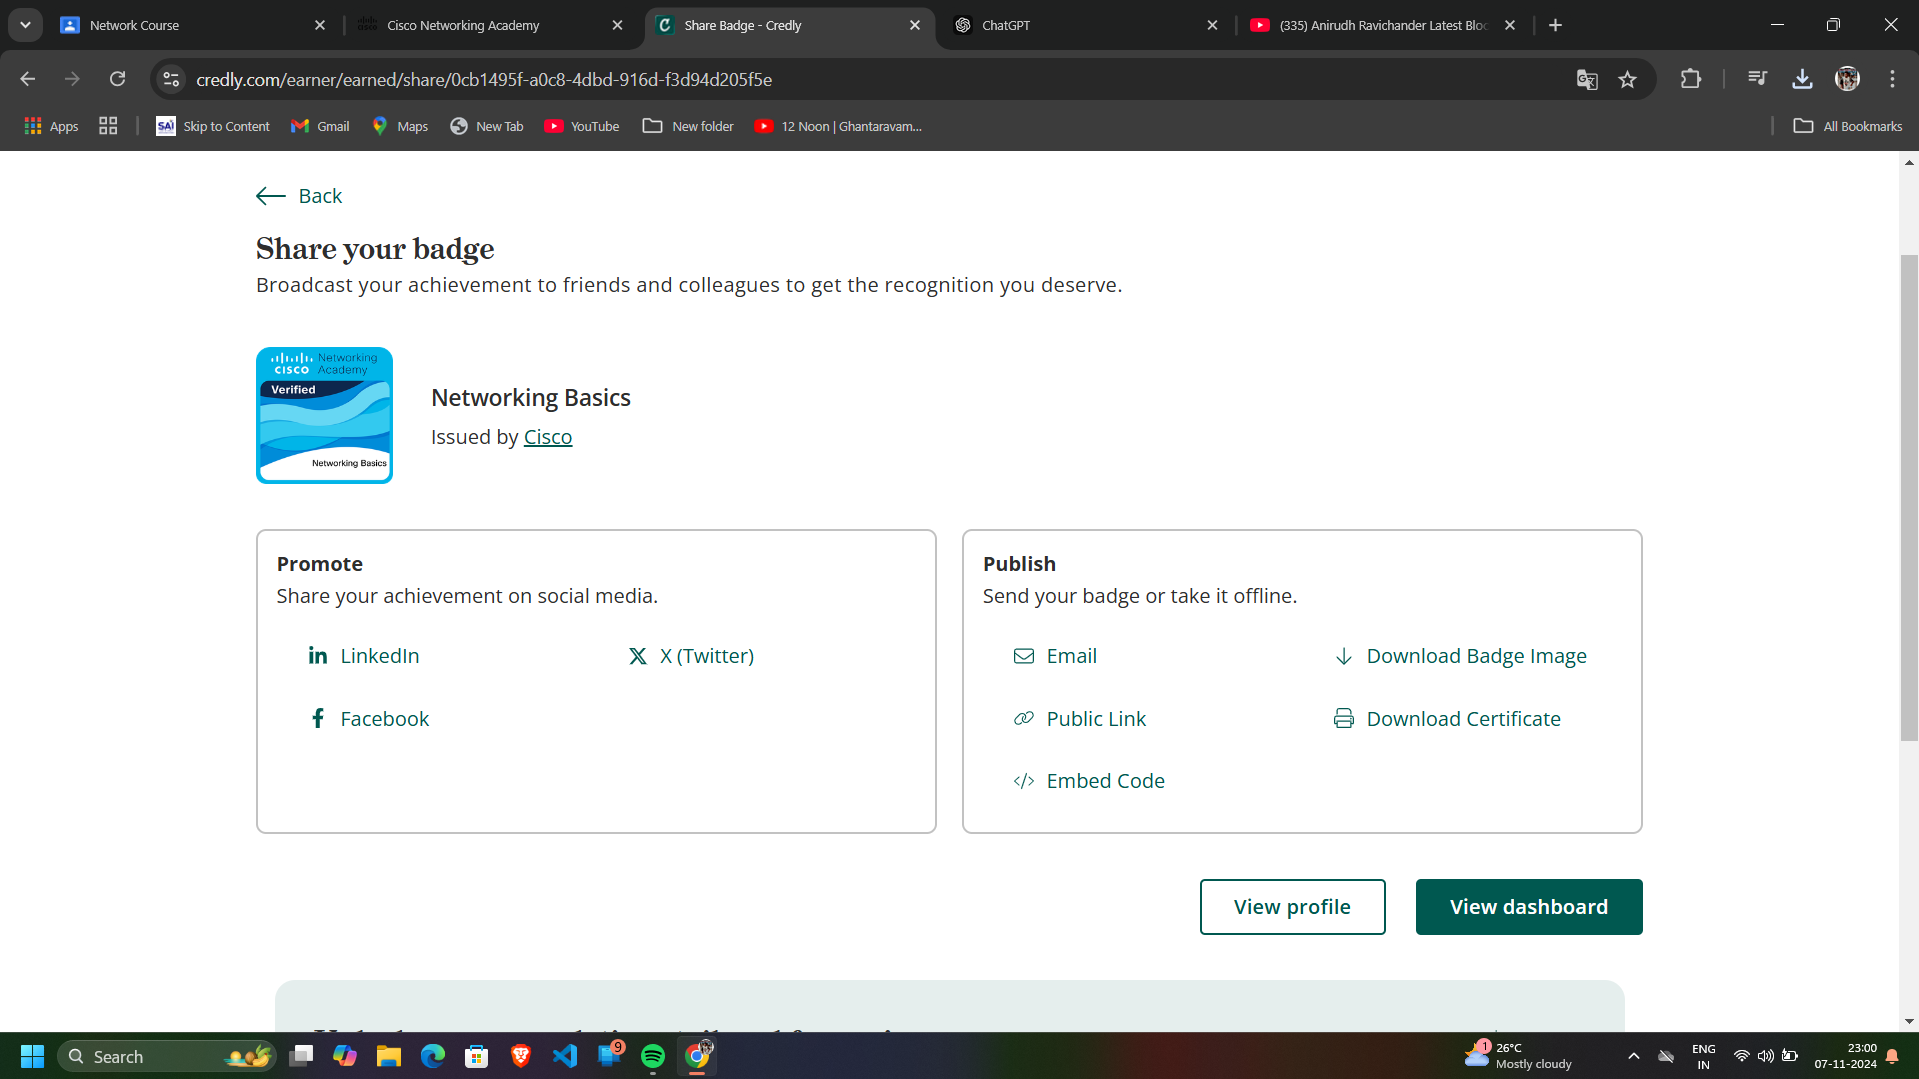 Network Course
Cisco Networking Academy
Share Badge - Credly
ChatGPT
(335) Anirudh Ravichander Latest Bloc
credly.com/earner/earned/share/0cb1495f-a0c8-4dbd-916d-f3d94d205f5e
Apps
SAI
Skip to Content
Gmail
Maps
New Tab
YouTube
New folder
12 Noon | Ghantaravam...
All Bookmarks
Back
Share your badge
Broadcast your achievement to friends and colleagues to get the recognition you deserve.
CISCO
Networking
Academy
Verified
Networking Basics
Networking Basics
Issued by Cisco
Promote
Share your achievement on social media.
LinkedIn
X (Twitter)
Facebook
Publish
Send your badge or take it offline.
Email
Download Badge Image
Public Link
Download Certificate
Embed Code
View profile
View dashboard
Search
9
1
26°C
Mostly cloudy
ENG
IN
23:00
07-11-2024